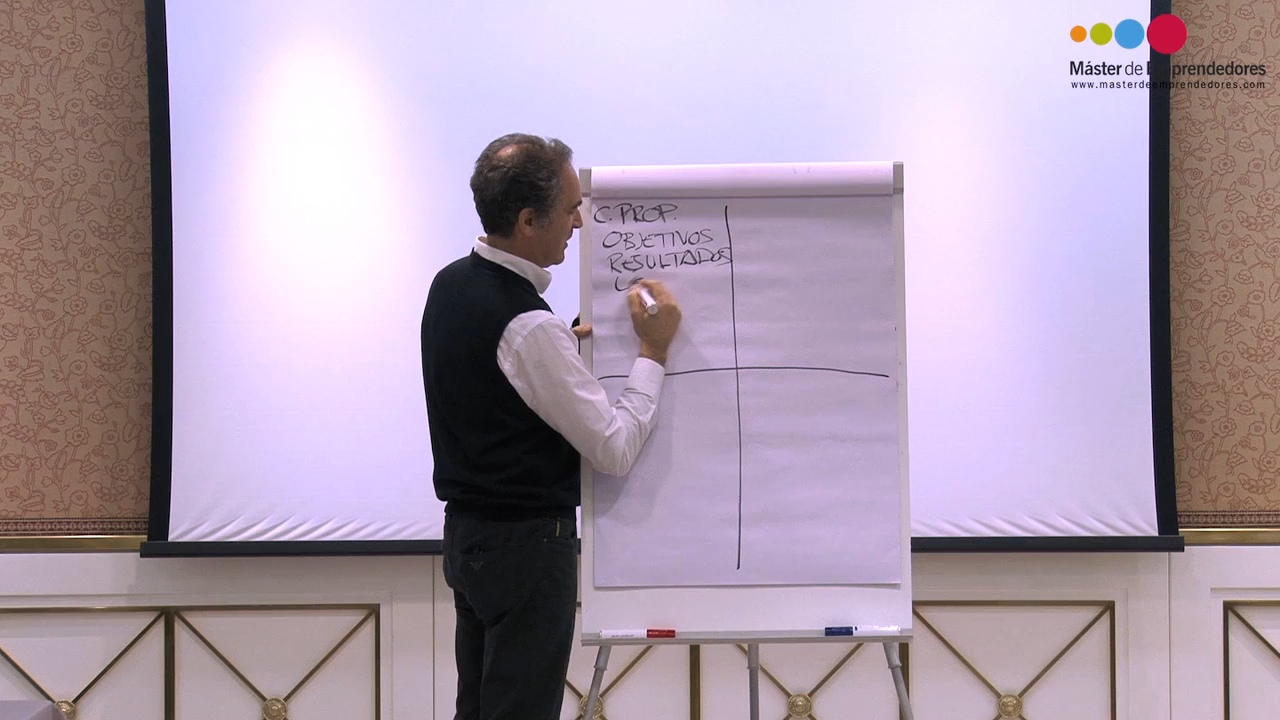 Máster de Emprendedores
www.masterdeemprendedores.com
C. PROP.
OBJETIVOS
RESULTADOS